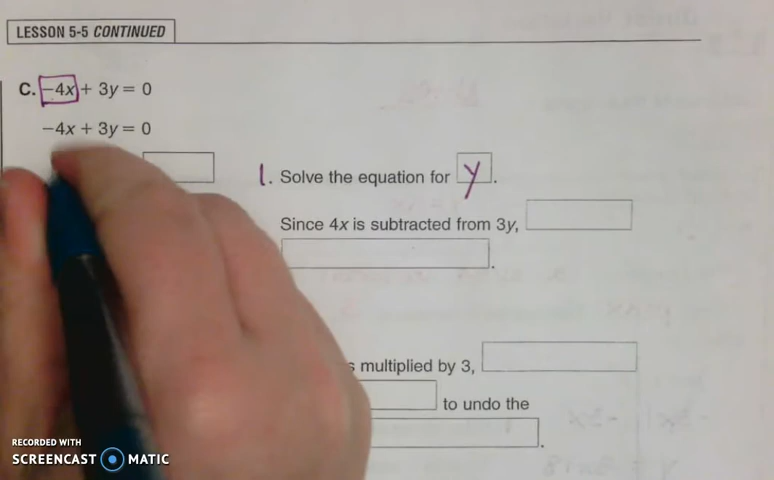 LESSON 5-5 CONTINUED
C. −4x + 3y = 0
−4x + 3y = 0
1. Solve the equation for y.
Since 4x is subtracted from 3y,
.
s multiplied by 3,
to undo the
.
RECORDED WITH
SCREENCAST MATIC